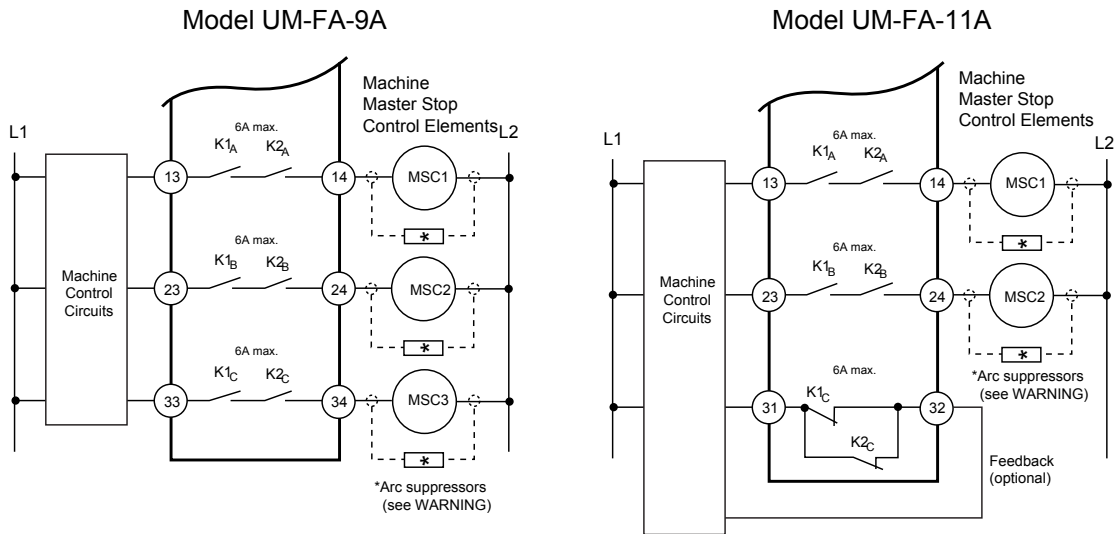 Model UM-FA-9A
Machine
Master Stop
Control Elements
L1
L2
6A max.
K1A K2A
13
14
MSC1
*
6A max.
K1B K2B
23
24
MSC2
*
Machine
Control
Circuits
6A max.
K1C K2C
33
34
MSC3
*
*Arc suppressors
(see WARNING)
Model UM-FA-11A
Machine
Master Stop
Control Elements
L1
L2
6A max.
K1A K2A
13
14
MSC1
*
6A max.
K1B K2B
23
24
MSC2
*
Machine
Control
Circuits
*Arc suppressors
(see WARNING)
6A max.
K1C
31
32
K2C
Feedback
(optional)